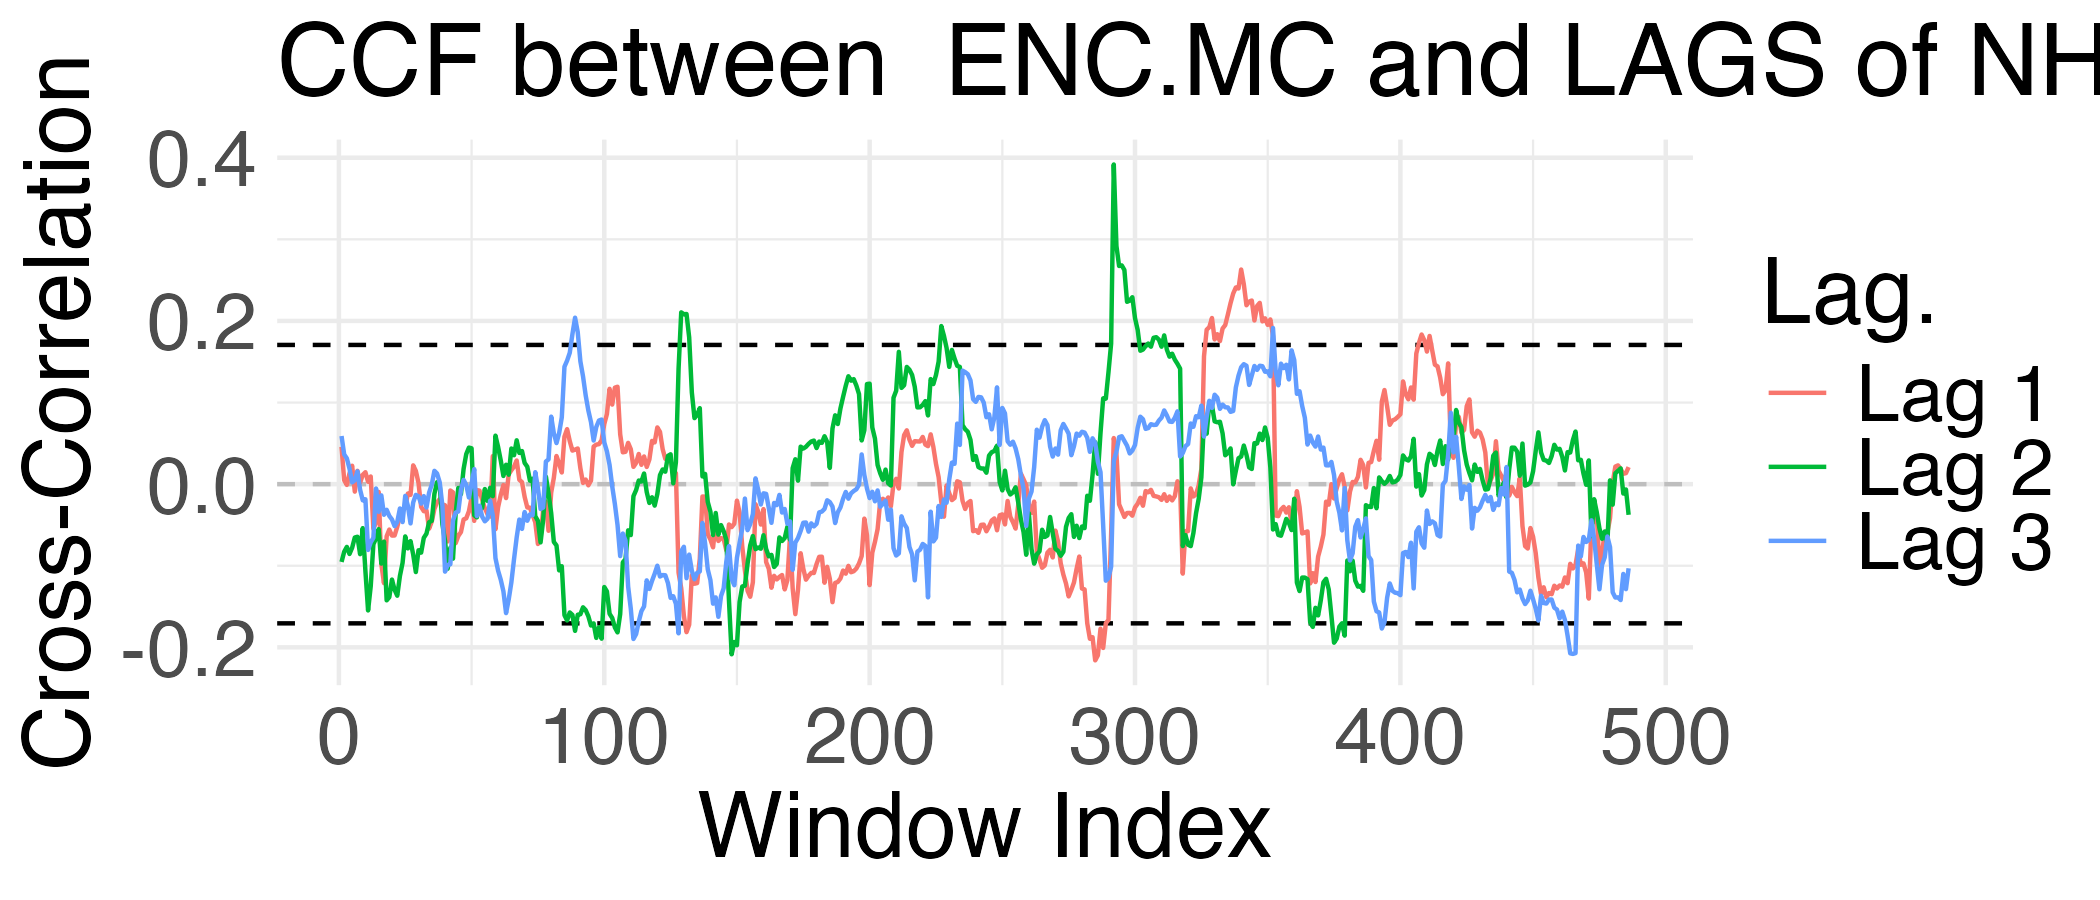 CCF between ENC.MC and LAGS of NH
Cross-Correlation
0.4
0.2
0.0
-0.2
0
100
200
300
400
500
Window Index
Lag.
Lag 1
Lag 2
Lag 3